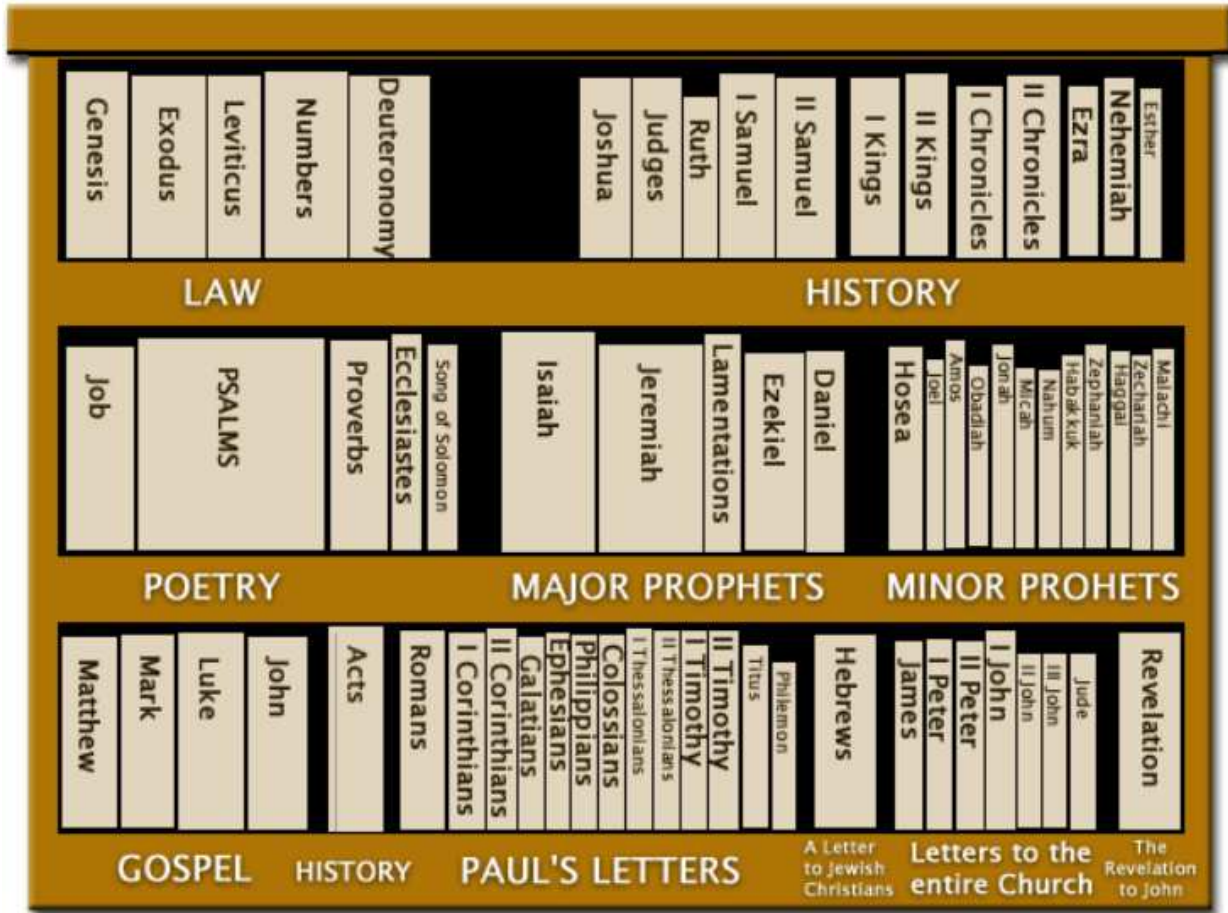 Genesis
Exodus
Leviticus
Numbers
Deuteronomy
Joshua
Judges
Ruth
I Samuel
II Samuel
I Kings
II Kings
I Chronicles
II Chronicles
Ezra
Nehemiah
Esther
LAW
HISTORY
Job
PSALMS
Proverbs
Ecclesiastes
Song of Solomon
Isaiah
Jeremiah
Lamentations
Ezekiel
Daniel
Hosea
Joel
Amos
Obadiah
Jonah
Micah
Nahum
Habakkuk
Zephaniah
Haggai
Zechariah
Malachi
POETRY
MAJOR PROPHETS
MINOR PROHETS
Matthew
Mark
Luke
John
Acts
Romans
I Corinthians
II Corinthians
Galatians
Ephesians
Philippians
Colossians
I Thessalonians
II Thessalonians
I Timothy
II Timothy
Titus
Philemon
Hebrews
James
I Peter
II Peter
I John
II John
III John
Jude
Revelation
GOSPEL
HISTORY
PAUL'S LETTERS
A Letter
to Jewish
Christians
Letters to the
entire Church
The
Revelation
to John